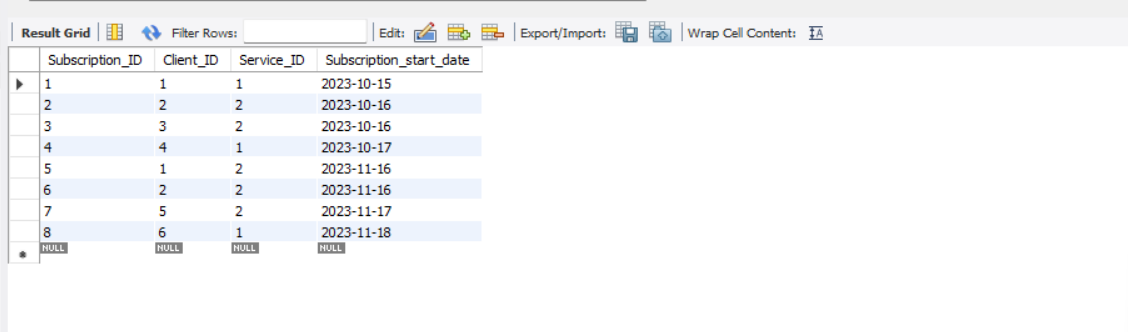 Result Grid Filter Rows: Edit: Export/Import: Wrap Cell Content:
Subscription_ID Client_ID Service_ID Subscription_start_date
1 1 1 2023-10-15
2 2 2 2023-10-16
3 3 2 2023-10-16
4 4 1 2023-10-17
5 1 2 2023-11-16
6 2 2 2023-11-16
7 5 2 2023-11-17
8 6 1 2023-11-18
NULL NULL NULL NULL